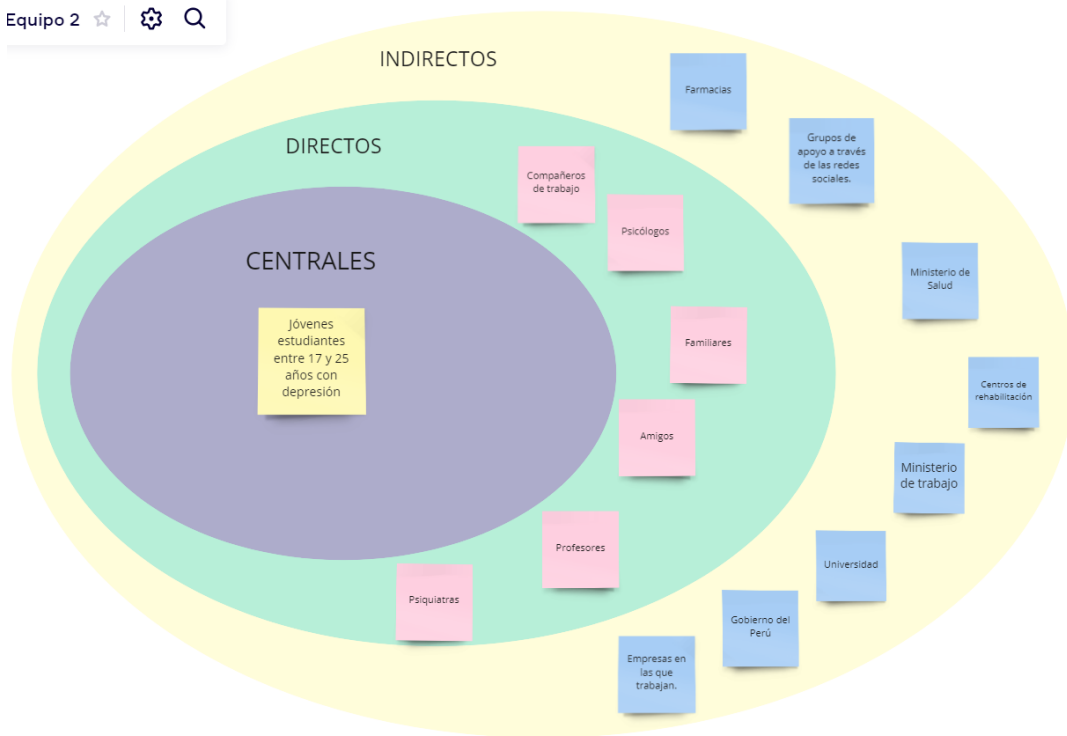 Equipo 2
INDIRECTOS
DIRECTOS
CENTRALES
Jóvenes
estudiantes
entre 17 y 25
años con
depresión
Compañeros
de trabajo
Psicólogos
Familiares
Amigos
Profesores
Psiquiatras
Farmacias
Grupos de
apoyo a través
de las redes
sociales.
Ministerio de
Salud
Centros de
rehabilitación
Ministerio
de trabajo
Universidad
Gobierno del
Perú
Empresas en
las que
trabajan.